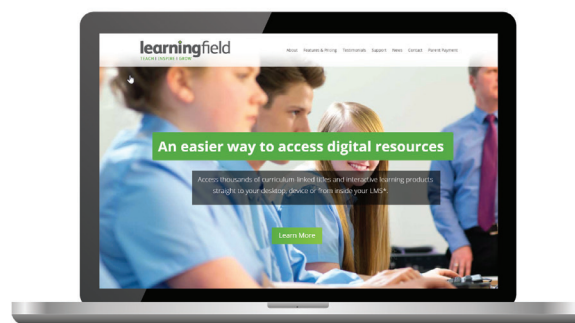 learningfield
TEACH • INSPIRE • GROW
About Features & Pricing Testimonials Support News Contact Parent Payment
An easier way to access digital resources
Access thousands of curriculum-linked titles and interactive learning products
straight to your desktop, device or from inside your LMS*.
Learn More